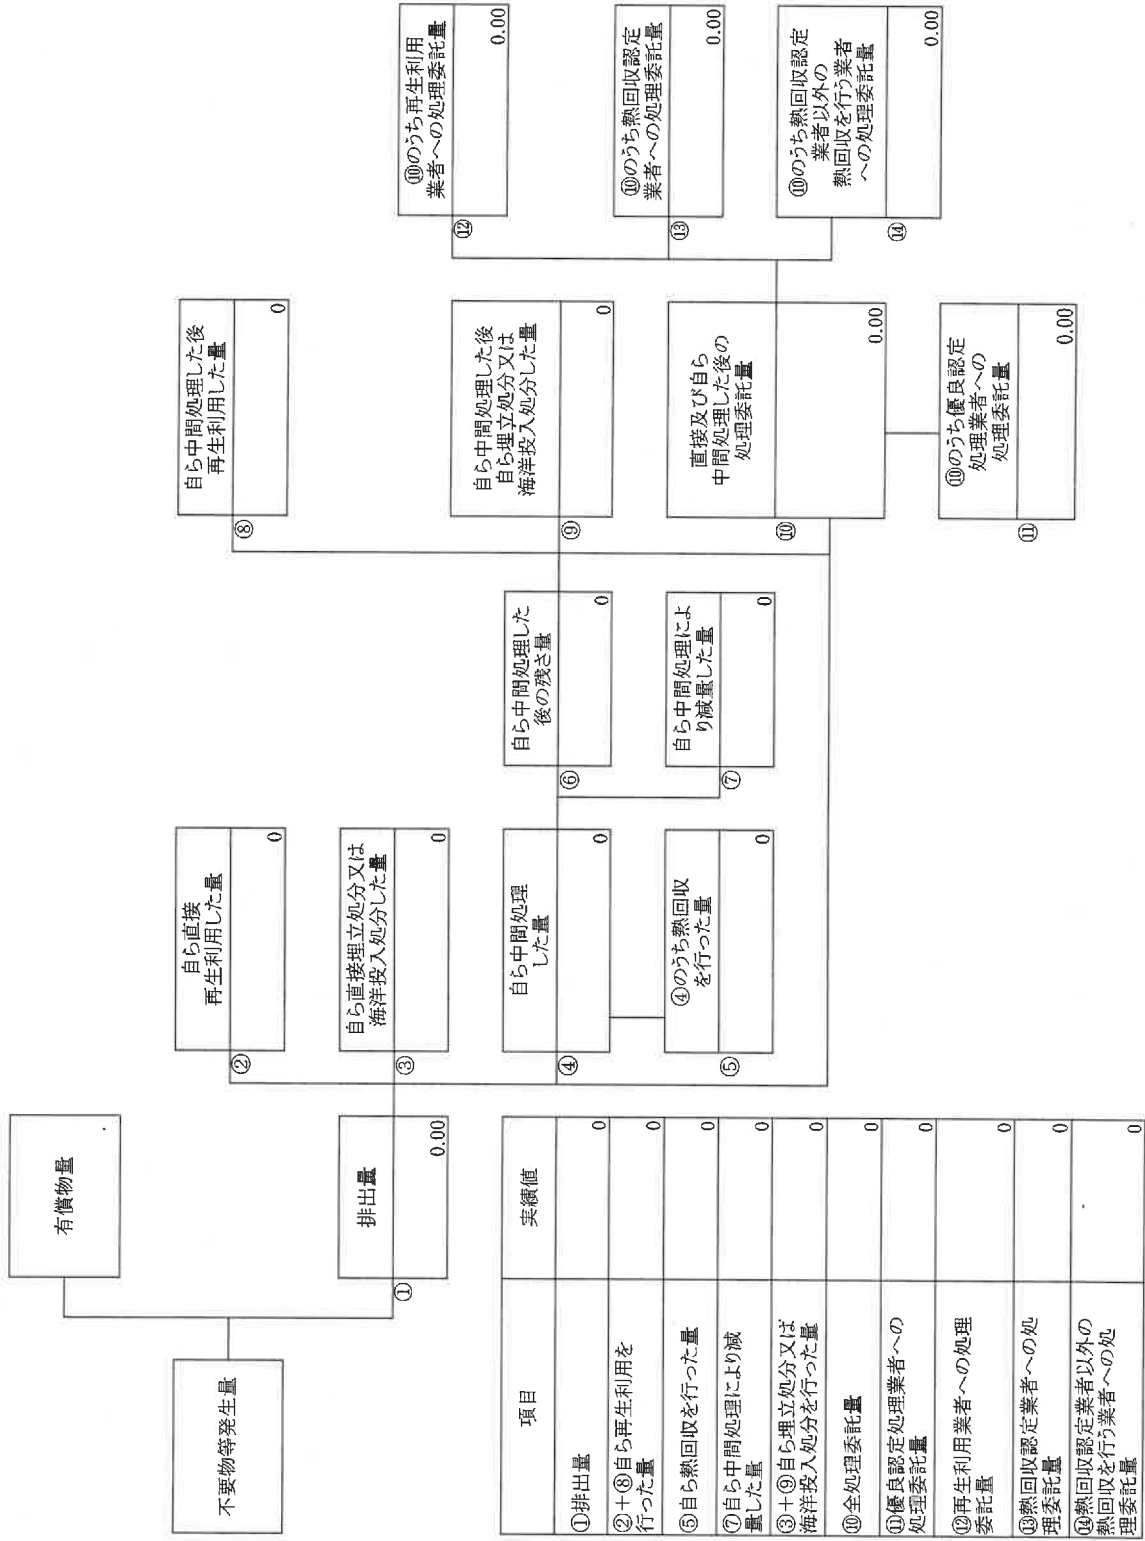 不要物等発生量
有償物量
排出量
①
0.00
②
自ら直接
再生利用した量
0
③
自ら直接埋立処分又は
海洋投入処分した量
0
④
自ら中間処理
した量
0
⑤
④のうち熱回収
を行った量
0
⑥
自ら中間処理した
後の残さ量
0
⑦
自ら中間処理によ
り減量した量
0
⑧
自ら中間処理した後
再生利用した量
0
⑨
自ら中間処理した後
自ら埋立処分又は
海洋投入処分した量
0
⑩
直接及び自ら
中間処理した後の
処理委託量
0.00
⑪
⑩のうち優良認定
処理業者への
処理委託量
0.00
⑫
⑩のうち再生利用
業者への処理委託量
0.00
⑬
⑩のうち熱回収認定
業者への処理委託量
0.00
⑭
⑩のうち熱回収認定
業者以外の
熱回収を行う業者
への処理委託量
0.00
項目 実績値
①排出量 0
②+⑧自ら再生利用を
行った量 0
⑤自ら熱回収を行った量 0
⑦自ら中間処理により減
量した量 0
③+⑨自ら埋立処分又は
海洋投入処分を行った量 0
⑩全処理委託量 0
⑪優良認定処理業者への
処理委託量 0
⑫再生利用業者への処理
委託量 0
⑬熱回収認定業者への処
理委託量 0
⑭熱回収認定業者以外の
熱回収を行う業者への処
理委託量 0